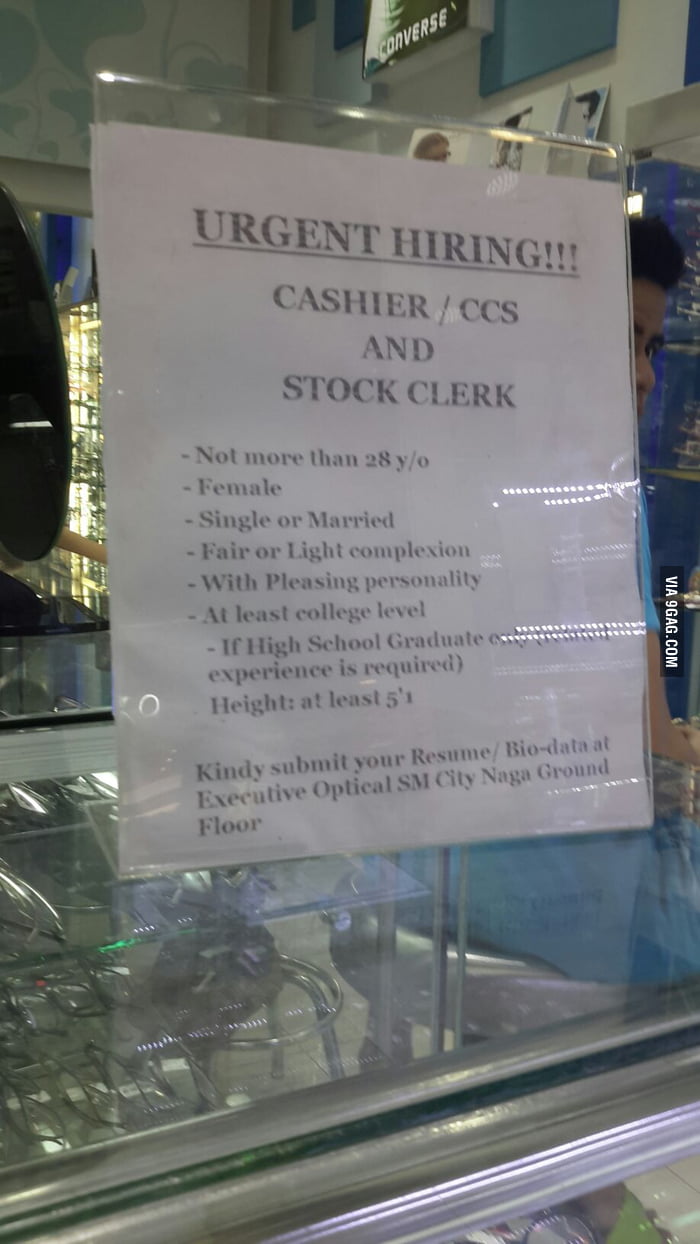 CONVERSE
URGENT HIRING!!!
CASHIER / CCS
AND
STOCK CLERK
- Not more than 28 y/o
- Female
- Single or Married
- Fair or Light complexion
- With Pleasing personality
- At least college level
- If High School Graduate
experience is required)
Height: at least 5'1
Kindy submit your Resume/ Bio-data at
Executive Optical SM City Naga Ground
Floor
VIA 9GAG.COM